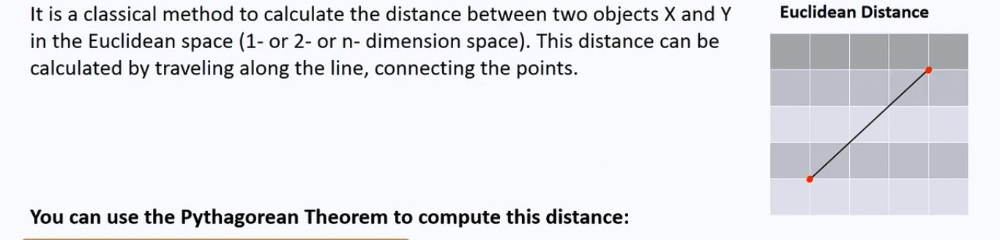 It is a classical method to calculate the distance between two objects X and Y
in the Euclidean space (1- or 2- or n- dimension space). This distance can be
calculated by traveling along the line, connecting the points.
Euclidean Distance
You can use the Pythagorean Theorem to compute this distance: